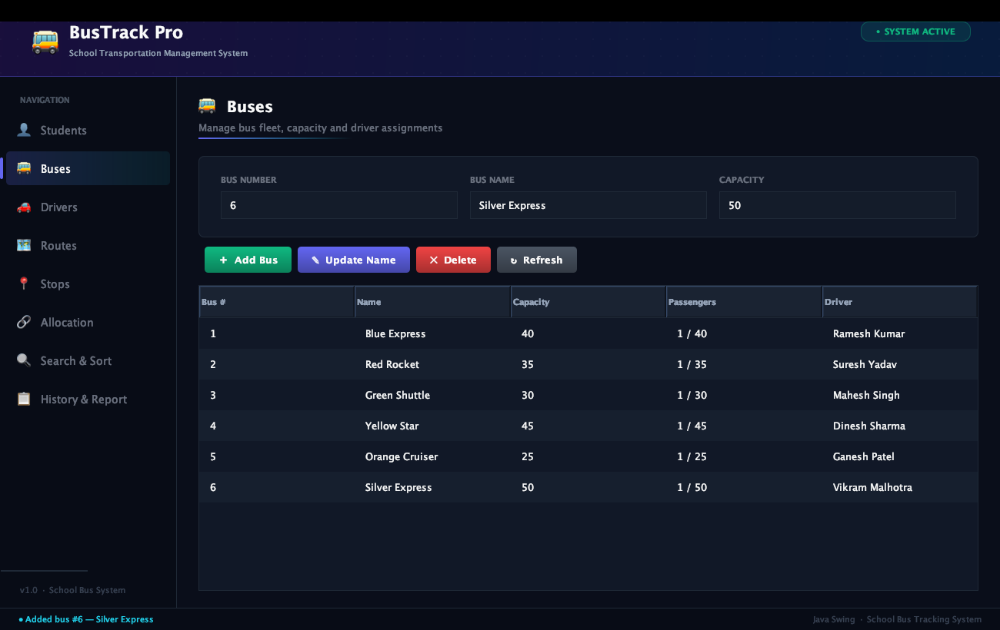 BusTrack Pro
School Transportation Management System
• SYSTEM ACTIVE
NAVIGATION
Students
Buses
Drivers
Routes
Stops
Allocation
Search & Sort
History & Report
v1.0 · School Bus System
Buses
Manage bus fleet, capacity and driver assignments
BUS NUMBER BUS NAME CAPACITY
6 Silver Express 50
+ Add Bus ✎ Update Name ✕ Delete ↻ Refresh
Bus # Name Capacity Passengers Driver
1 Blue Express 40 1 / 40 Ramesh Kumar
2 Red Rocket 35 1 / 35 Suresh Yadav
3 Green Shuttle 30 1 / 30 Mahesh Singh
4 Yellow Star 45 1 / 45 Dinesh Sharma
5 Orange Cruiser 25 1 / 25 Ganesh Patel
6 Silver Express 50 1 / 50 Vikram Malhotra
• Added bus #6 — Silver Express
Java Swing · School Bus Tracking System